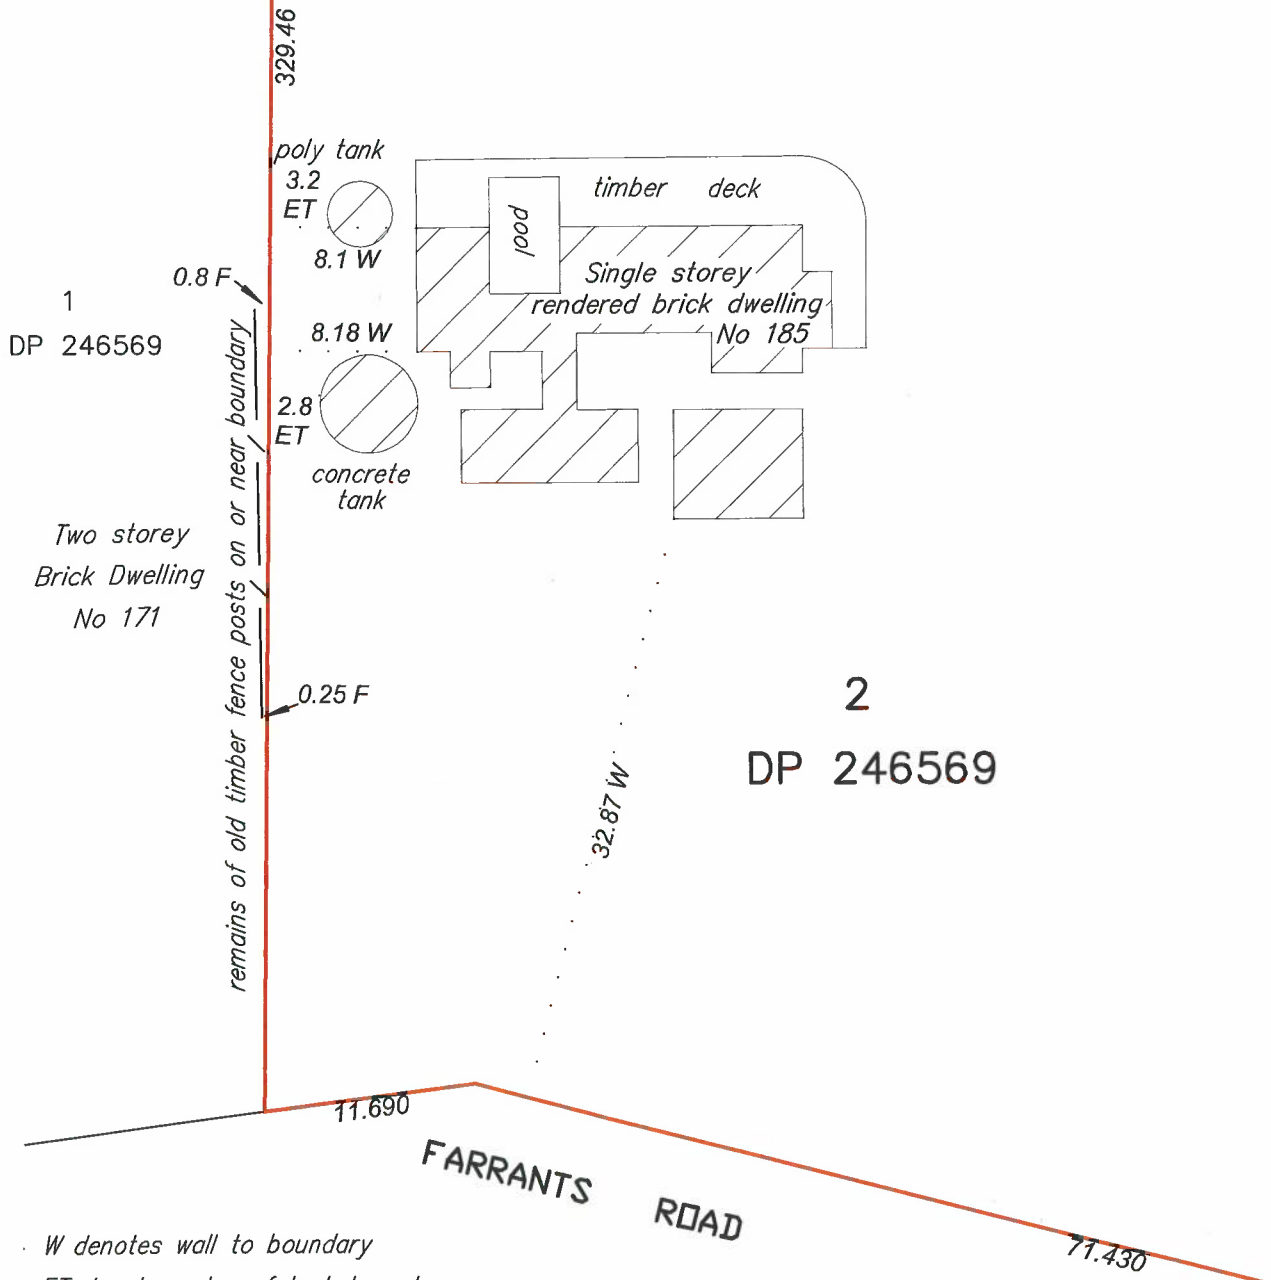 329.46
poly tank
3.2
ET
8.1 W
timber deck
pool
Single storey
rendered brick dwelling
No 185
0.8 F
1
DP 246569
8.18 W
2.8
ET
concrete
tank
remains of old timber fence posts on or near boundary
Two storey
Brick Dwelling
No 171
0.25 F
2
DP 246569
32.87 W
11.690
FARRANTS ROAD
71.430
W denotes wall to boundary